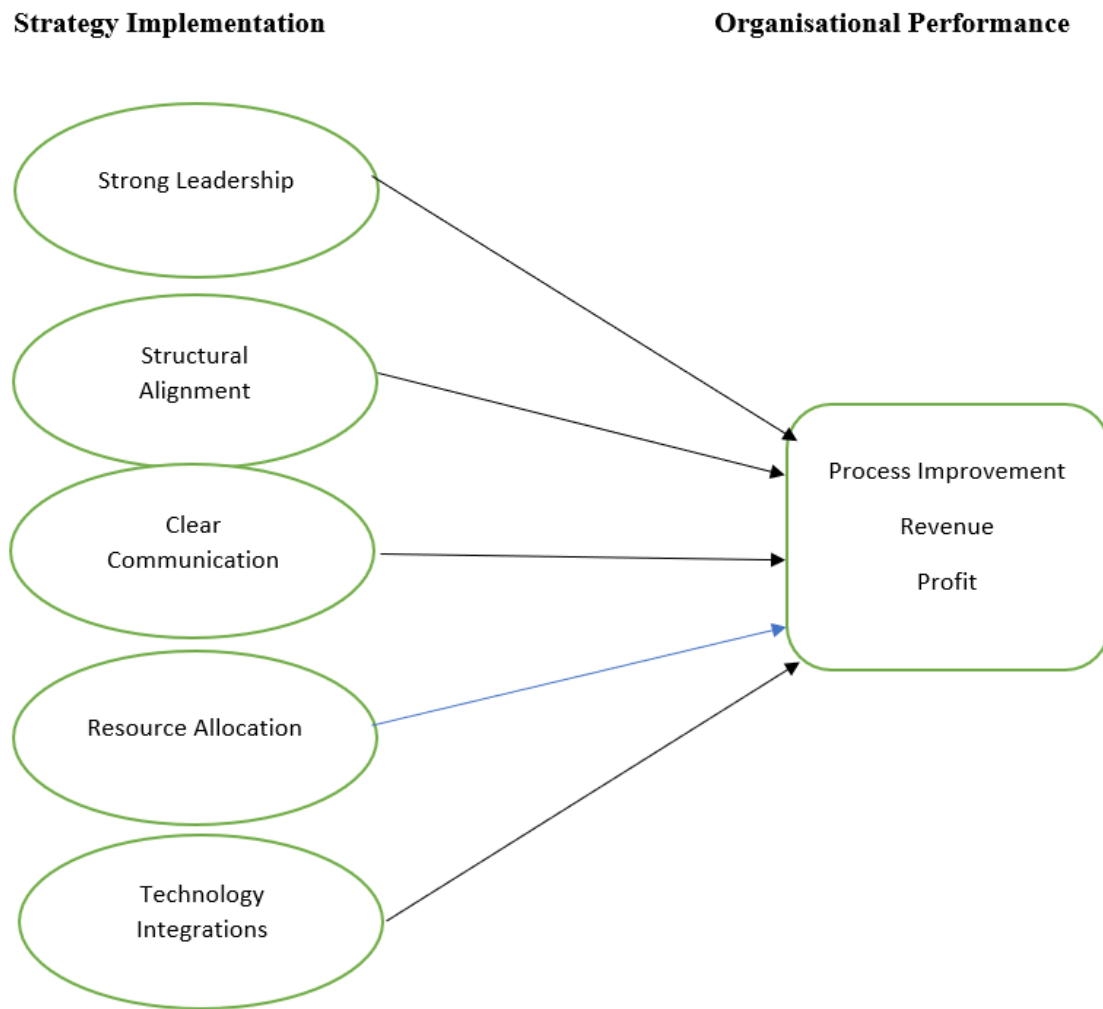 Strategy Implementation
Organisational Performance
Strong Leadership
Structural
Alignment
Clear
Communication
Resource Allocation
Technology
Integrations
Process Improvement
Revenue
Profit